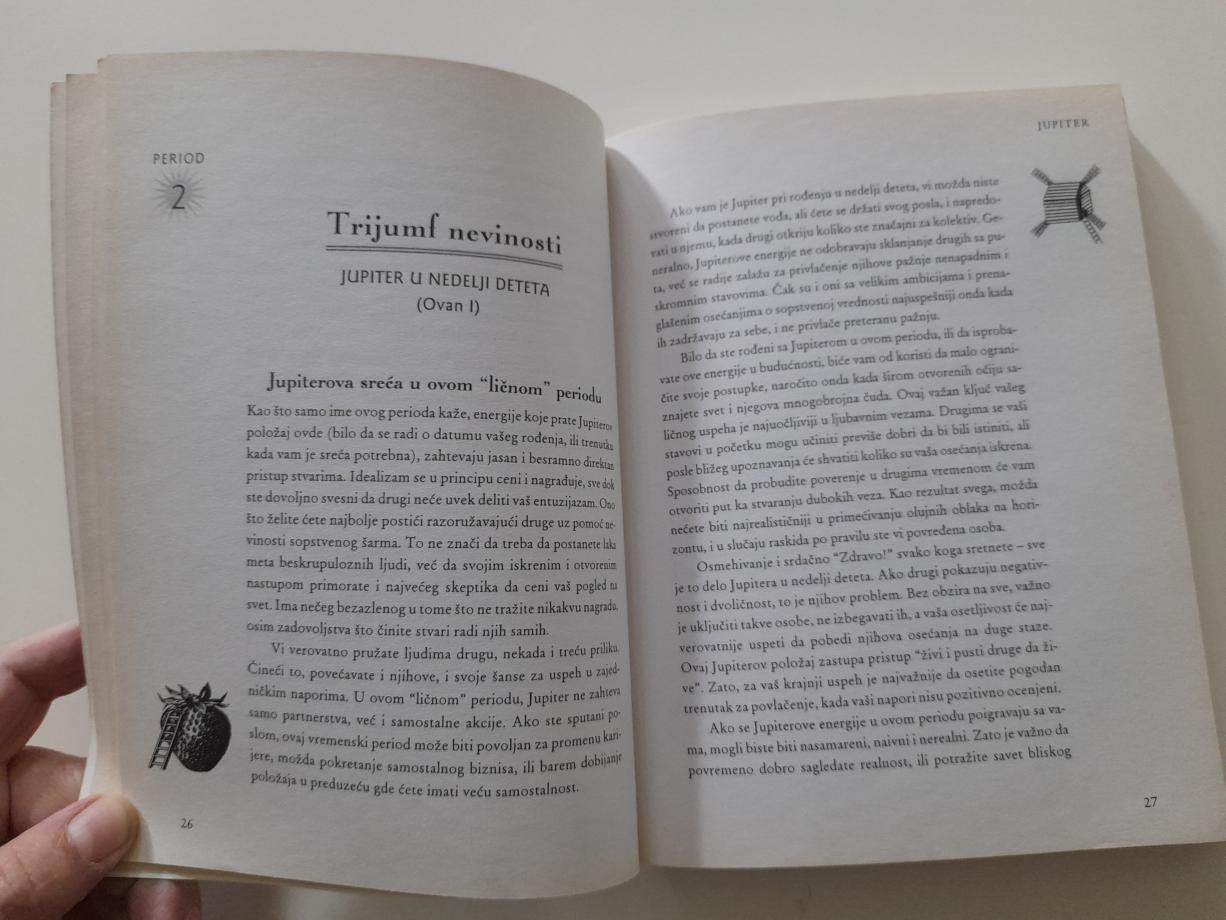 PERIOD
2
Trijumf nevinosti
JUPITER U NEDELJI DETETA
(Ovan I)
Jupiterova sreća u ovom “ličnom” periodu
Kao što samo ime ovog perioda kaže, energije koje prate Jupiterov
položaj ovde (bilo da se radi o datumu vašeg rođenja, ili trenutku
kada vam je sreća potrebna), zahtevaju jasan i besramno direktan
pristup stvarima. Idealizam se u principu ceni i nagrađuje, sve dok
ste dovoljno svesni da drugi neće uvek deliti vaš entuzijazam. Ono
što želite ćete najbolje postići razoružavajući druge uz pomoć ne-
vinosti sopstvenog šarma. To ne znači da treba da postanete laka
meta beskrupuloznih ljudi, već da svojim iskrenim i otvorenim
nastupom primorate i najvećeg skeptika da ceni vaš pogled na
svet. Ima nečeg bezazlenog u tome što ne tražite nikakvu nagradu,
osim zadovoljstva što činite stvari radi njih samih.
Vi verovatno pružate ljudima drugu, nekada i treću priliku.
Čineći to, povećavate i njihove, i svoje šanse za uspeh u zajed-
ničkim naporima. U ovom “ličnom” periodu, Jupiter ne zahteva
samo partnerstva, već i samostalne akcije. Ako ste sputani po-
slom, ovaj vremenski period može biti povoljan za promenu kari-
jere, možda pokretanje samostalnog biznisa, ili barem dobijanje
položaja u preduzeću gde ćete imati veću samostalnost.
26
JUPITER
Ako vam je Jupiter pri rođenju u nedelji deteta, vi možda niste
stvoreni da postanete vođa, ali ćete se držati svog posla, i napredo-
vati u njemu, kada drugi otkriju koliko ste značajni za kolektiv. Ge-
neralno, Jupiterove energije ne odobravaju sklanjanje drugih sa pu-
ta, već se radije zalažu za privlačenje njihove pažnje nenapadnim i
skromnim stavovima. Čak su i oni sa velikim ambicijama i prena-
glašenim osećanjima o sopstvenoj vrednosti najuspešniji onda kada
ih zadržavaju za sebe, i ne privlače preteranu pažnju.
Bilo da ste rođeni sa Jupiterom u ovom periodu, ili da isproba-
vate ove energije u budućnosti, biće vam od koristi da malo ograni-
čite svoje postupke, naročito onda kada širom otvorenih očiju sa-
znajete svet i njegova mnogobrojna čuda. Ovaj važan ključ vašeg
ličnog uspeha je najuočljiviji u ljubavnim vezama. Drugima se vaši
stavovi u početku mogu učiniti previše dobri da bi bili istiniti, ali
posle bližeg upoznavanja će shvatiti koliko su vaša osećanja iskrena.
Sposobnost da probudite poverenje u drugima vremenom će vam
otvoriti put ka stvaranju dubokih veza. Kao rezultat svega, možda
nećete biti najrealističniji u primećivanju olujnih oblaka na hori-
zontu, i u slučaju raskida po pravilu ste vi povređena osoba.
Osmehivanje i srdačno “Zdravo!” svako koga sretnete – sve
je to delo Jupitera u nedelji deteta. Ako drugi pokazuju negativ-
nost i dvoličnost, to je njihov problem. Bez obzira na sve, važno
je uključiti takve osobe, ne izbegavati ih, a vaša osetljivost će naj-
verovatnije uspeti da pobedi njihova osećanja na duge staze.
Ovaj Jupiterov položaj zastupa pristup “živi i pusti druge da ži-
ve”. Zato, za vaš krajnji uspeh je najvažnije da osetite pogodan
trenutak za povlačenje, kada vaši napori nisu pozitivno ocenjeni.
Ako se Jupiterove energije u ovom periodu poigravaju sa va-
ma, mogli biste biti nasamareni, naivni i nerealni. Zato je važno da
povremeno dobro sagledate realnost, ili potražite savet bliskog
27